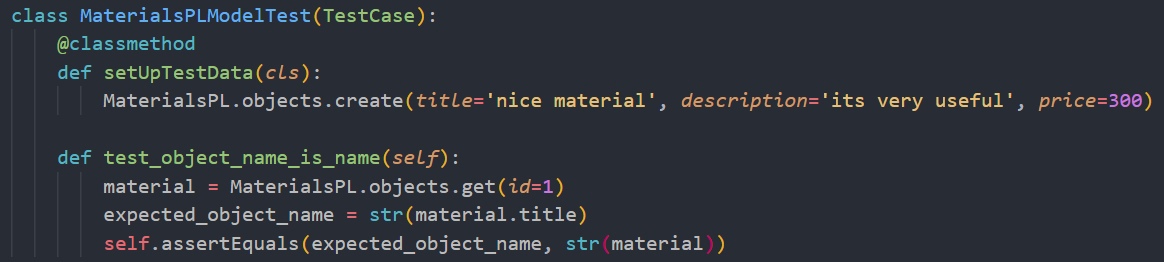 class MaterialsPLModelTest(TestCase):
    @classmethod
    def setUpTestData(cls):
        MaterialsPL.objects.create(title='nice material', description='its very useful', price=300)

    def test_object_name_is_name(self):
        material = MaterialsPL.objects.get(id=1)
        expected_object_name = str(material.title)
        self.assertEquals(expected_object_name, str(material))